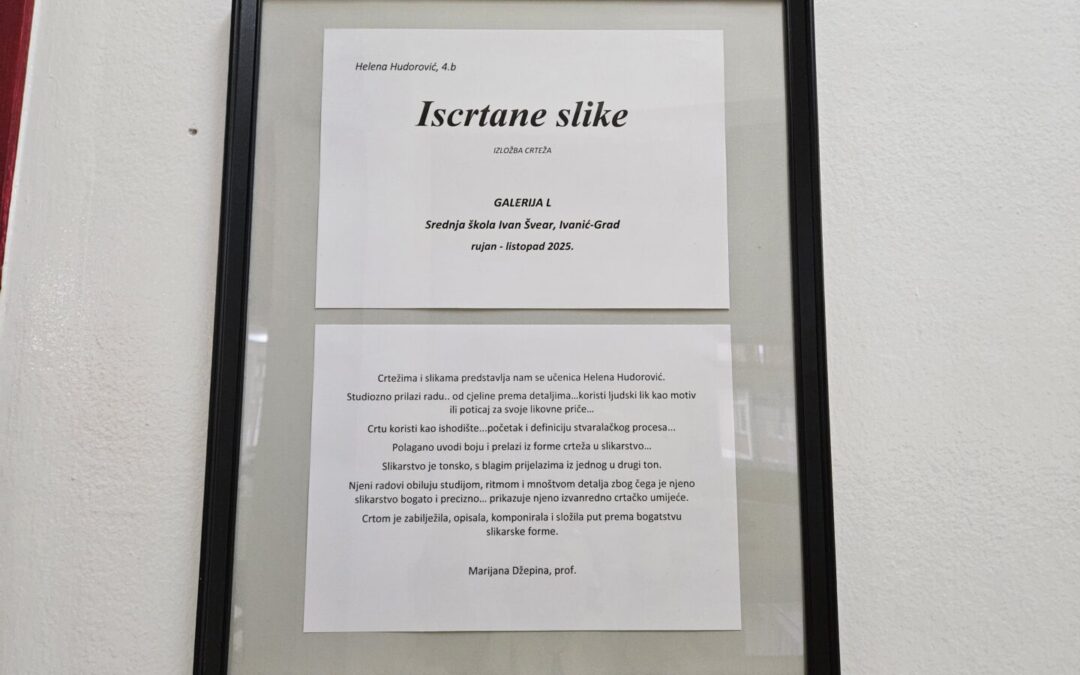 Helena Hudorović, 4.b
Iscrtane slike
IZLOŽBA CRTEŽA
GALERIJA L
Srednja škola Ivan Švear, Ivanić-Grad
rujan - listopad 2025.
Crtežima i slikama predstavlja nam se učenica Helena Hudorović.
Studiozno prilazi radu.. od cjeline prema detaljima...koristi ljudski lik kao motiv
ili poticaj za svoje likovne priče...
Crtu koristi kao ishodište...početak i definiciju stvaralačkog procesa...
Polagano uvodi boju i prelazi iz forme crteža u slikarstvo...
Slikarstvo je tonsko, s blagim prijelazima iz jednog u drugi ton.
Njeni radovi obiluju studijom, ritmom i mnoštvom detalja zbog čega je njeno
slikarstvo bogato i precizno... prikazuje njeno izvanredno crtačko umijeće.
Crtom je zabilježila, opisala, komponirala i složila put prema bogatstvu
slikarske forme.
Marijana Džepina, prof.